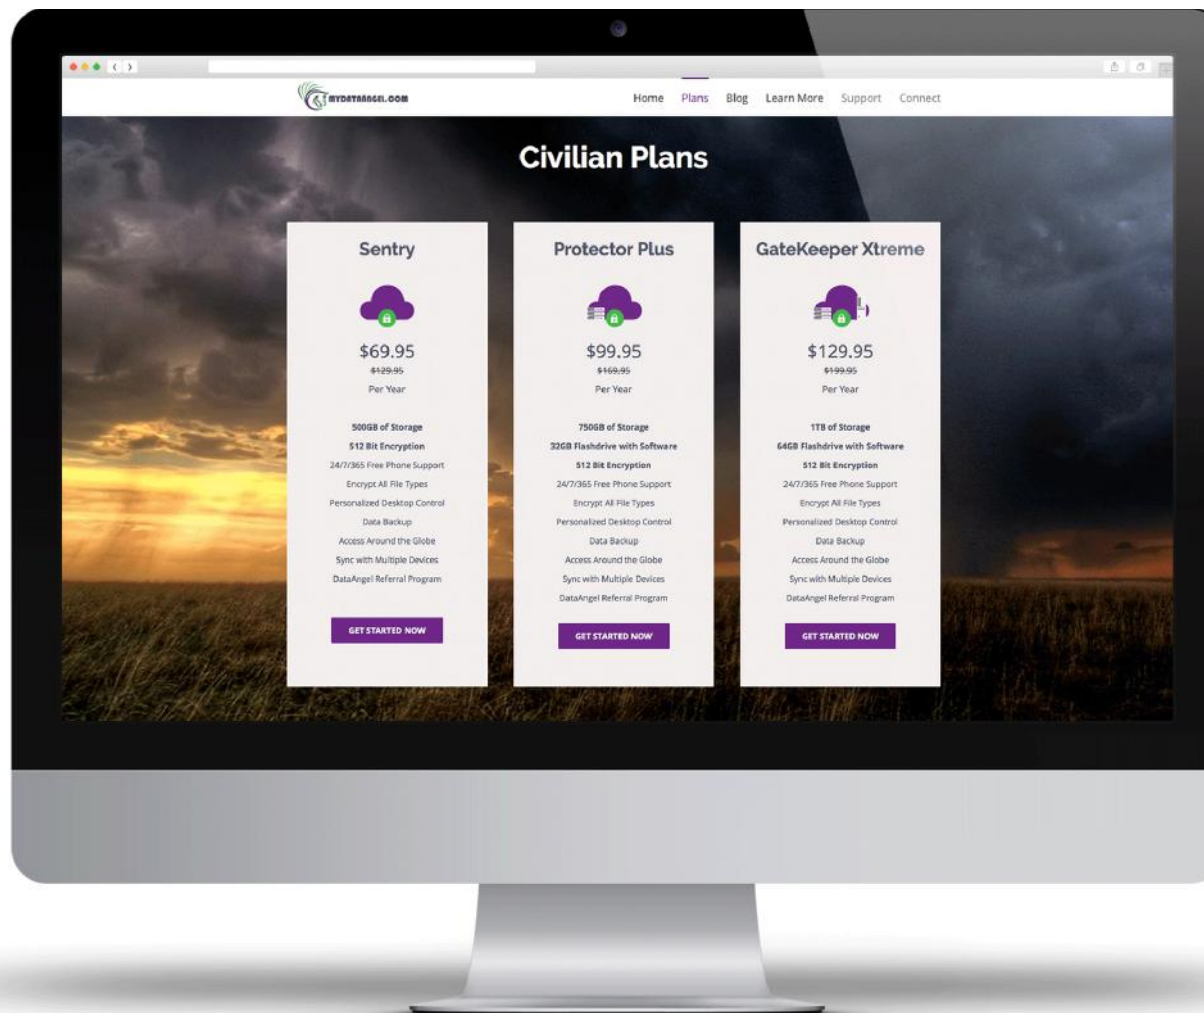 MYDATAANGEL.COM
Home Plans Blog Learn More Support Connect
Civilian Plans
Sentry
$69.95
$129.95
Per Year
500GB of Storage
512 Bit Encryption
24/7/365 Free Phone Support
Encrypt All File Types
Personalized Desktop Control
Data Backup
Access Around the Globe
Sync with Multiple Devices
DataAngel Referral Program
GET STARTED NOW
Protector Plus
$99.95
$169.95
Per Year
750GB of Storage
32GB Flashdrive with Software
512 Bit Encryption
24/7/365 Free Phone Support
Encrypt All File Types
Personalized Desktop Control
Data Backup
Access Around the Globe
Sync with Multiple Devices
DataAngel Referral Program
GET STARTED NOW
GateKeeper Xtreme
$129.95
$199.95
Per Year
1TB of Storage
64GB Flashdrive with Software
512 Bit Encryption
24/7/365 Free Phone Support
Encrypt All File Types
Personalized Desktop Control
Data Backup
Access Around the Globe
Sync with Multiple Devices
DataAngel Referral Program
GET STARTED NOW